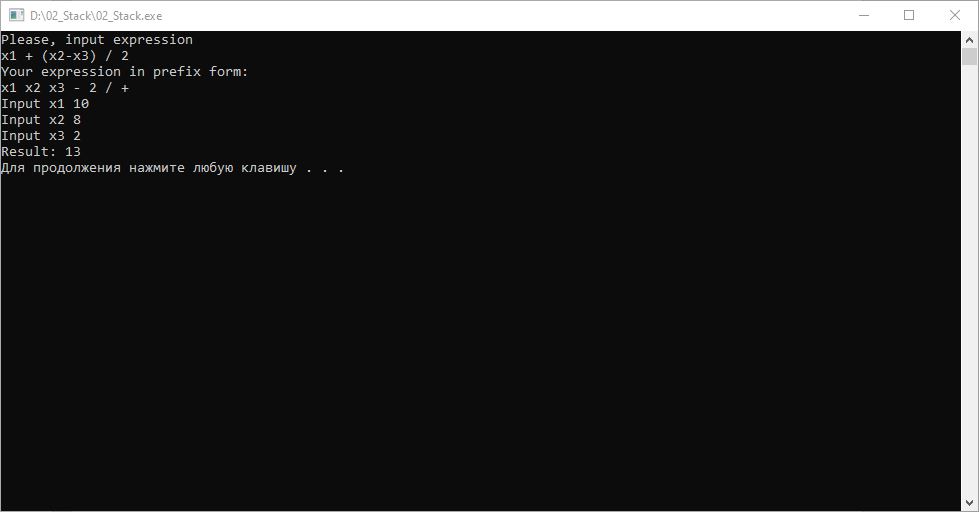 D:\02_Stack\02_Stack.exe
Please, input expression
x1 + (x2-x3) / 2
Your expression in prefix form:
x1 x2 x3 - 2 / +
Input x1 10
Input x2 8
Input x3 2
Result: 13
Для продолжения нажмите любую клавишу . . .